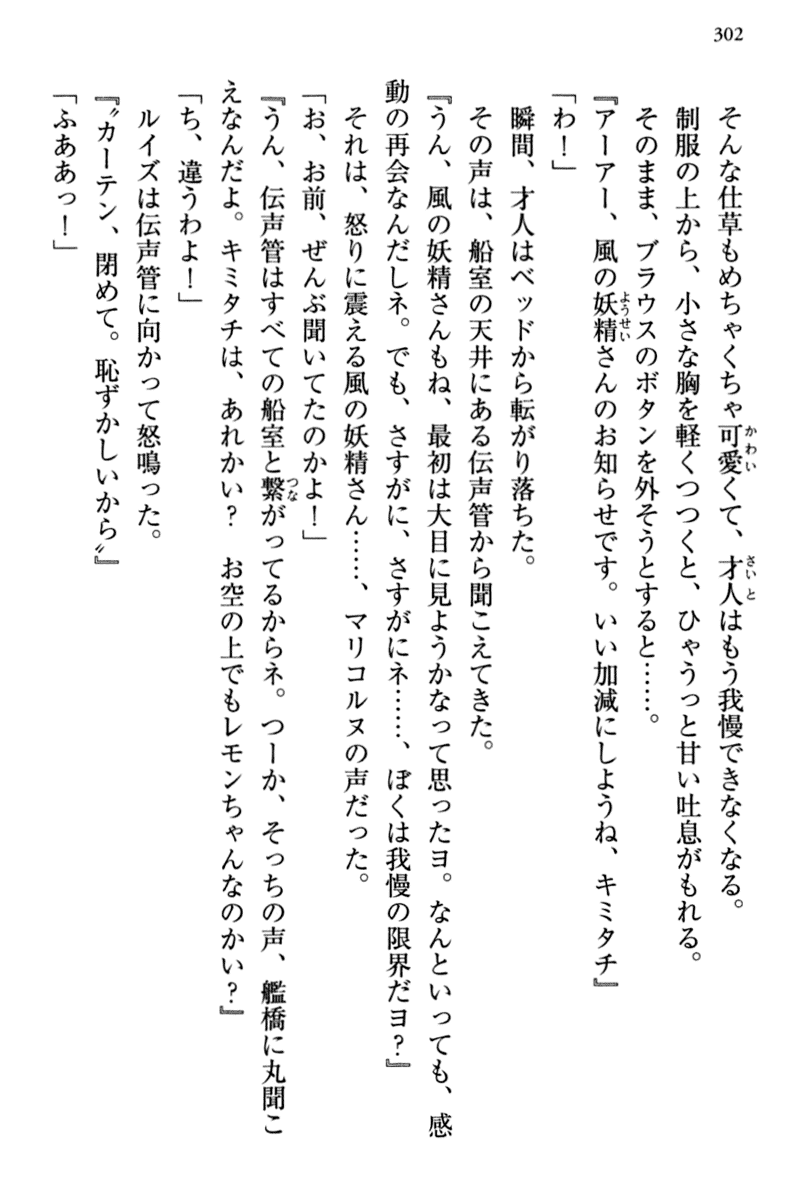 302
そんな仕草もめちゃくちゃ可愛くて、才人はもう我慢できなくなる。
制服の上から、小さな胸を軽くつつくと、ひゃうっと甘い吐息がもれる。
そのまま、ブラウスのボタンを外そうとすると……。
『アーアー、風の妖精さんのお知らせです。いい加減にしようね、キミタチ』
「わ！」
瞬間、才人はベッドから転がり落ちた。
その声は、船室の天井にある伝声管から聞こえてきた。
『うん、風の妖精さんもね、最初は大目に見ようかなって思ったヨ。なんといっても、感
動の再会なんだしネ。でも、さすがに、さすがにネ……、ぼくは我慢の限界だヨ？』
それは、怒りに震える風の妖精さん……、マリコルヌの声だった。
「お、お前、ぜんぶ聞いてたのかよ！」
『うん、伝声管はすべての船室と繋がってるからネ。つーか、そっちの声、艦橋に丸聞こ
えなんだよ。キミタチは、あれかい？　お空の上でもレモンちゃんなのかい？』
「ち、違うわよ！」
ルイズは伝声管に向かって怒鳴った。
『〝カーテン、閉めて。恥ずかしいから〟』
「ふああっ！」